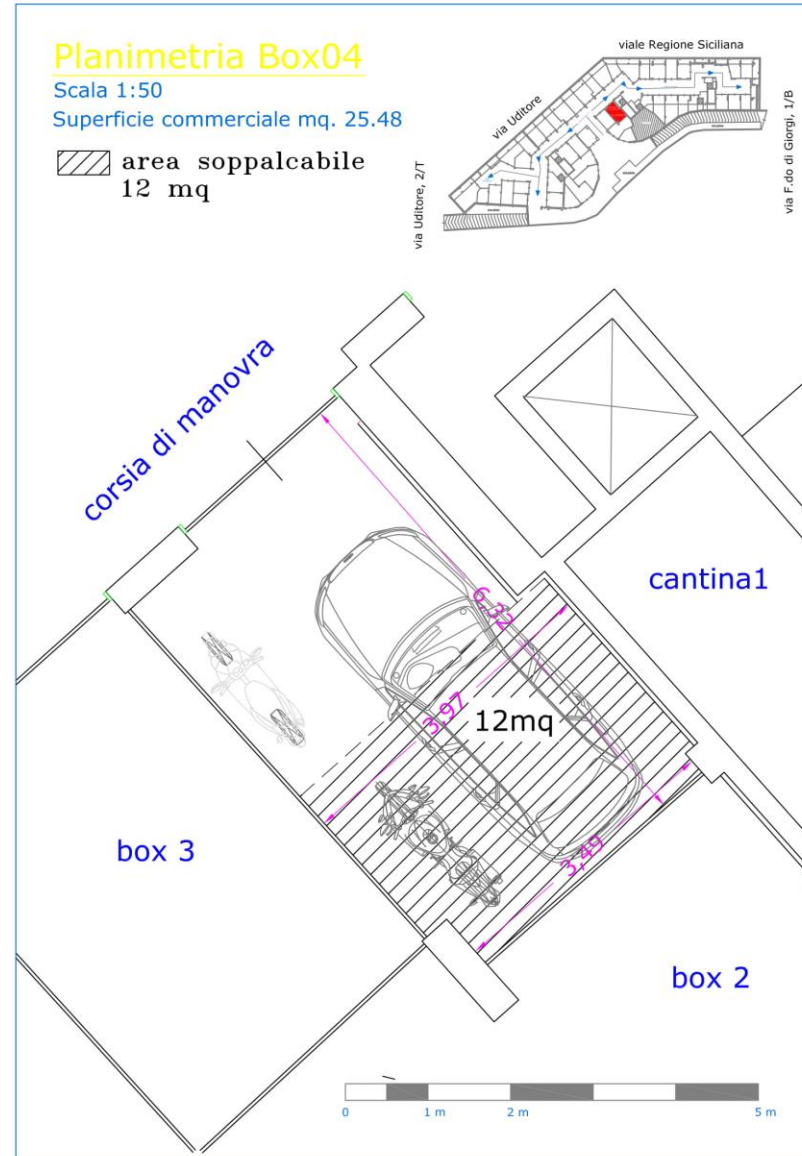 Planimetria Box04
Scala 1:50
Superficie commerciale mq. 25.48
area soppalcabile
12 mq
viale Regione Siciliana
via Uditore
via Uditore, 2/T
via F.do di Giorgi, 1/B
corsia di manovra
cantina1
6,32
3,97
12mq
3,49
box 3
box 2
0
1 m
2 m
5 m